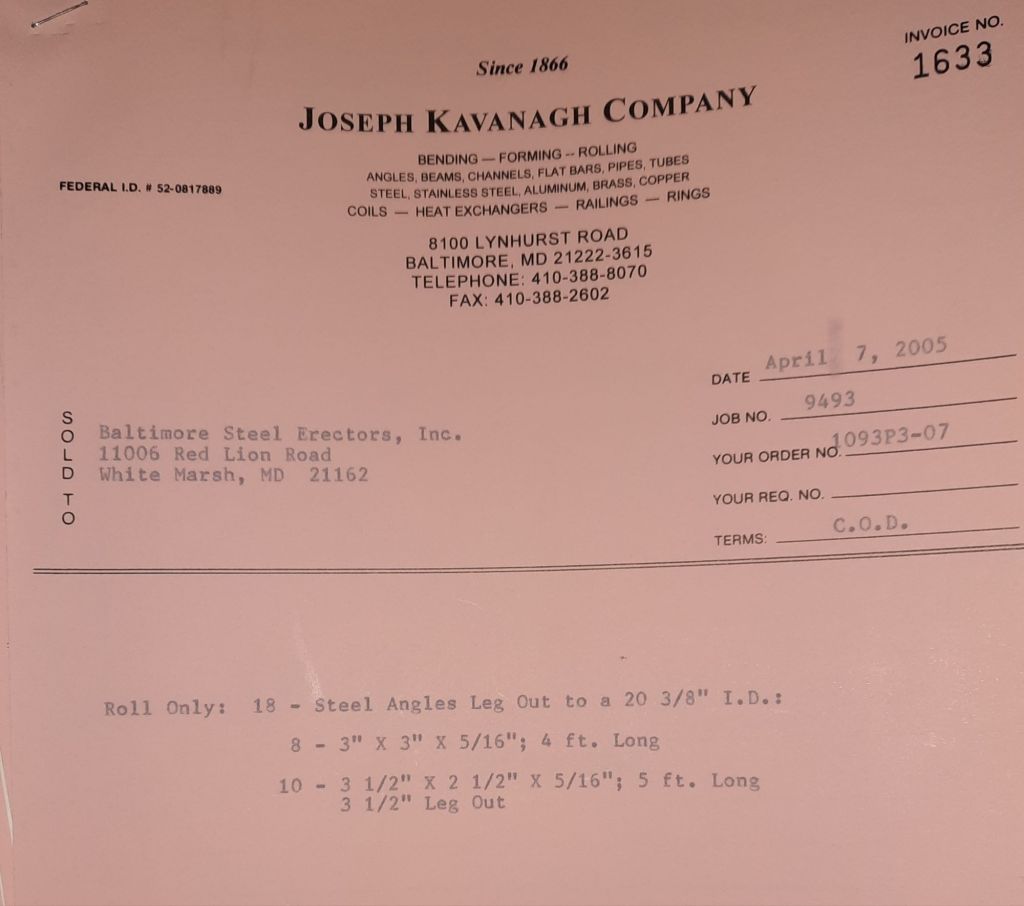 INVOICE NO.
1633
Since 1866
JOSEPH KAVANAGH COMPANY
BENDING — FORMING -- ROLLING
ANGLES, BEAMS, CHANNELS, FLAT BARS, PIPES, TUBES
STEEL, STAINLESS STEEL, ALUMINUM, BRASS, COPPER
COILS — HEAT EXCHANGERS — RAILINGS — RINGS
FEDERAL I.D. # 52-0817889
8100 LYNHURST ROAD
BALTIMORE, MD 21222-3615
TELEPHONE: 410-388-8070
FAX: 410-388-2602
DATE April 7, 2005
JOB NO. 9493
YOUR ORDER NO. 1093P3-07
YOUR REQ. NO.
TERMS: C.O.D.
SOLD TO
Baltimore Steel Erectors, Inc.
11006 Red Lion Road
White Marsh, MD 21162
Roll Only: 18 - Steel Angles Leg Out to a 20 3/8" I.D.:
8 - 3" X 3" X 5/16"; 4 ft. Long
10 - 3 1/2" X 2 1/2" X 5/16"; 5 ft. Long
3 1/2" Leg Out